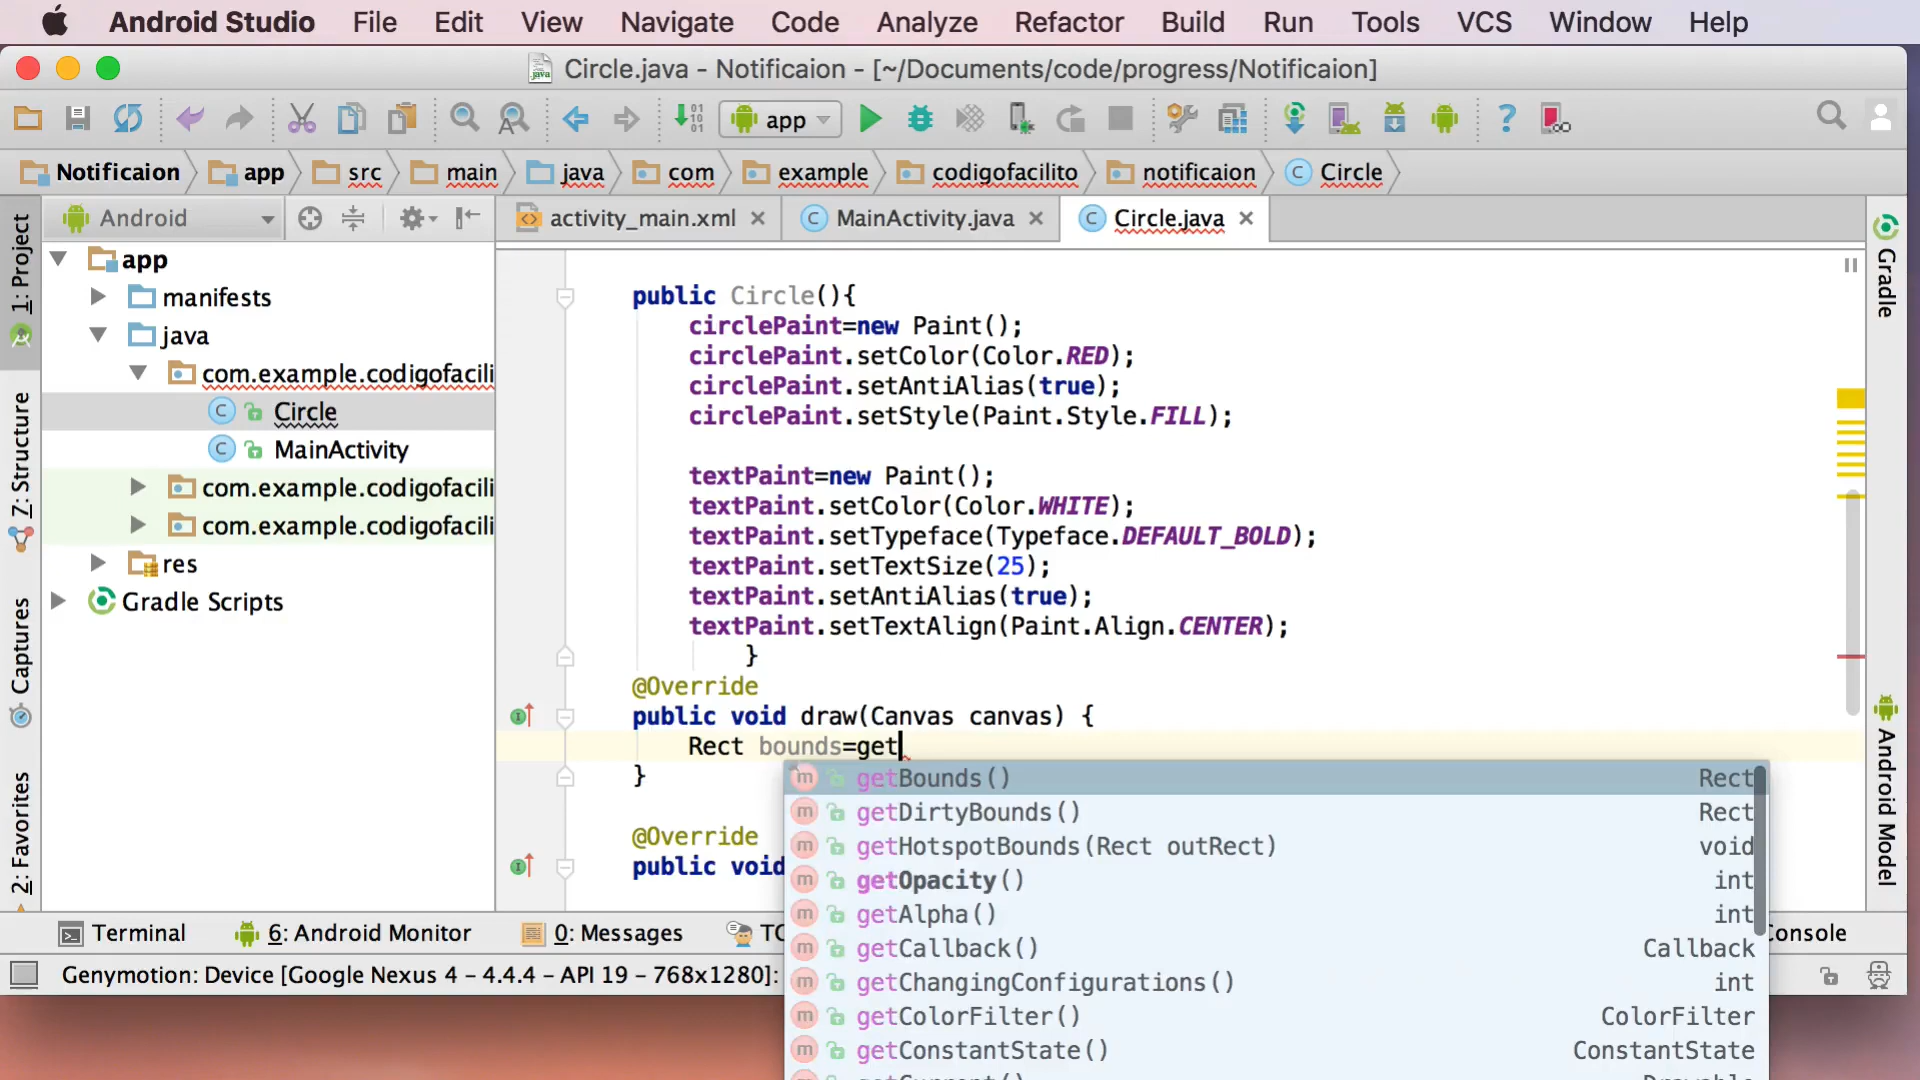 Android Studio File Edit View Navigate Code Analyze Refactor Build Run Tools VCS Window Help
Circle.java - Notificaion - [~/Documents/code/progress/Notificaion]
app
Notificaion app src main java com example codigofacilito notificaion Circle
Android
activity_main.xml MainActivity.java Circle.java
1: Project
Z: Structure
Captures
2: Favorites
app
manifests
java
com.example.codigofacili
Circle
MainActivity
com.example.codigofacili
com.example.codigofacili
res
Gradle Scripts
public Circle(){
circlePaint=new Paint();
circlePaint.setColor(Color.RED);
circlePaint.setAntiAlias(true);
circlePaint.setStyle(Paint.Style.FILL);
textPaint=new Paint();
textPaint.setColor(Color.WHITE);
textPaint.setTypeface(Typeface.DEFAULT_BOLD);
textPaint.setTextSize(25);
textPaint.setAntiAlias(true);
textPaint.setTextAlign(Paint.Align.CENTER);
}
@Override
public void draw(Canvas canvas) {
Rect bounds=get
}
@Override
public void
getBounds() Rect
getDirtyBounds() Rect
getHotspotBounds(Rect outRect) void
getOpacity() int
getAlpha() int
getCallback() Callback
getChangingConfigurations() int
getColorFilter() ColorFilter
getConstantState() ConstantState
Gradle
Android Model
Terminal 6: Android Monitor 0: Messages TO Console
Genymotion: Device [Google Nexus 4 - 4.4.4 - API 19 - 768x1280]: